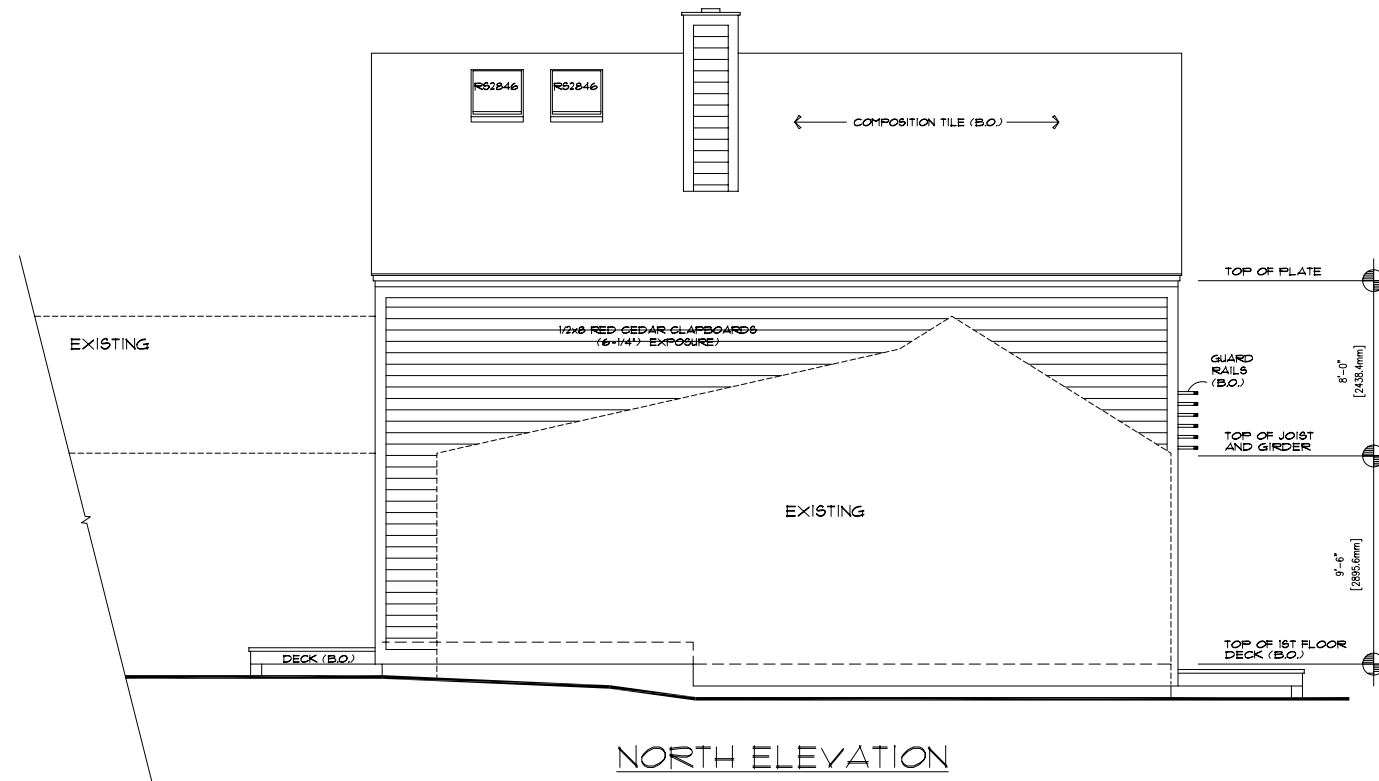 RS2846
RS2846
COMPOSITION TILE (B.O.)
TOP OF PLATE
1/2x8 RED CEDAR CLAPBOARDS
(6-1/4") EXPOSURE)
EXISTING
GUARD
RAILS
(B.O.)
8'-0"
[2438.4mm]
TOP OF JOIST
AND GIRDER
EXISTING
9'-6"
[2895.6mm]
TOP OF 1ST FLOOR
DECK (B.O.)
DECK (B.O.)
NORTH ELEVATION